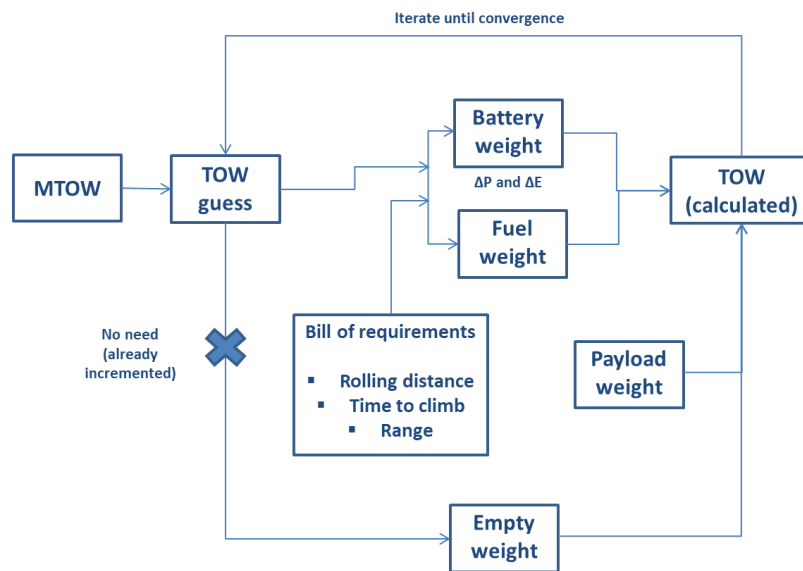 Iterate until convergence
MTOW
TOW
guess
Battery
weight
ΔP and ΔE
Fuel
weight
TOW
(calculated)
No need
(already
incremented)
Bill of requirements
▪ Rolling distance
▪ Time to climb
▪ Range
Payload
weight
Empty
weight